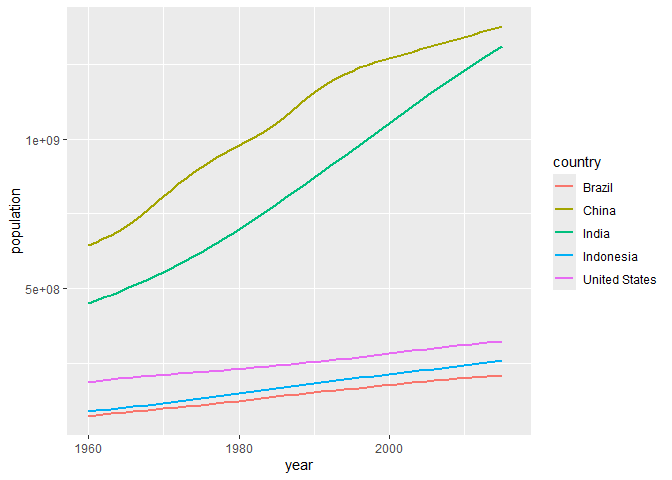 population
1e+09
5e+08
1960
1980
2000
year
country
Brazil
China
India
Indonesia
United States